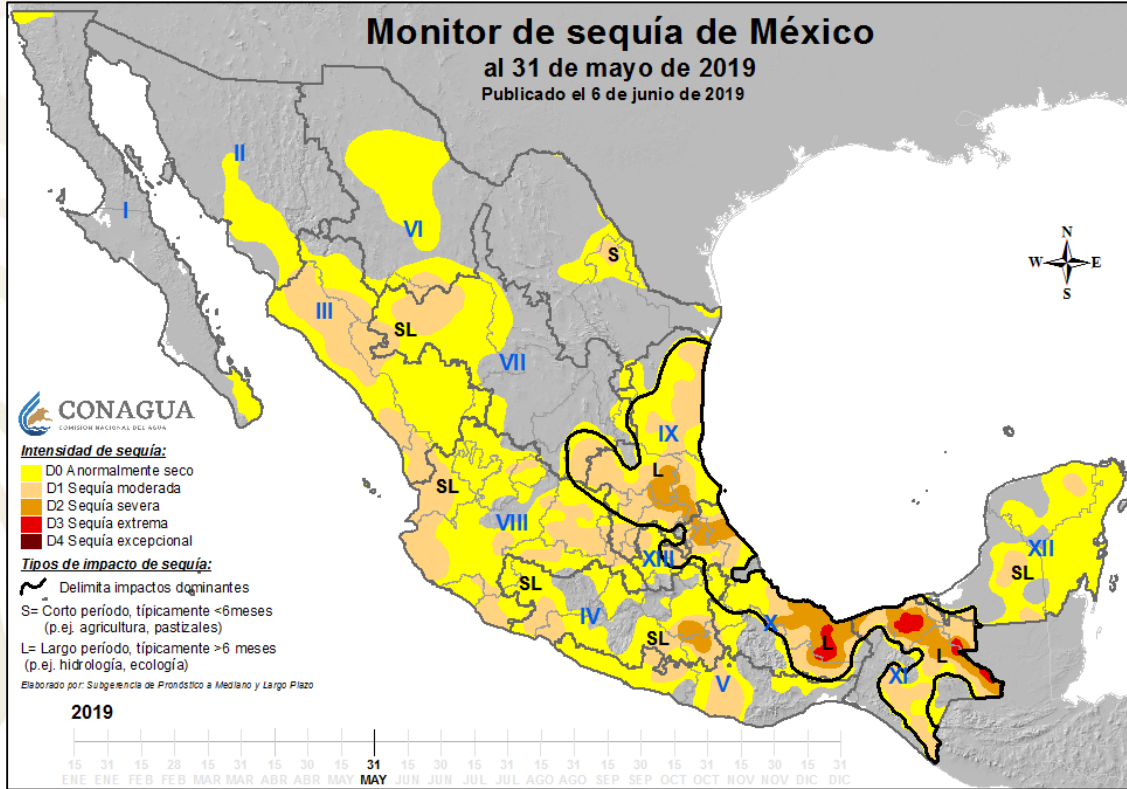 Monitor de sequía de México
al 31 de mayo de 2019
Publicado el 6 de junio de 2019
II
I
VI
S
N
W E
S
III
SL
VII
CONAGUA
COMISIÓN NACIONAL DEL AGUA
IX
L
Intensidad de sequía:
D0 Anormalmente seco
D1 Sequía moderada
D2 Sequía severa
D3 Sequía extrema
D4 Sequía excepcional
SL
VIII
XIII
XII
SL
Tipos de impacto de sequía:
Delimita impactos dominantes
S= Corto período, típicamente <6meses
(p.ej. agricultura, pastizales)
L= Largo período, típicamente >6 meses
(p.ej. hidrología, ecología)
SL
IV
SL
X
L
L
XI
V
Elaborado por: Subgerencia de Pronóstico a Mediano y Largo Plazo
2019
15 31 15 28 15 31 15 30 15 31 15 30 15 31 15 31 15 30 15 31 15 30 15 31
ENE ENE FEB FEB MAR MAR ABR ABR MAY MAY JUN JUN JUL JUL AGO AGO SEP SEP OCT OCT NOV NOV DIC DIC